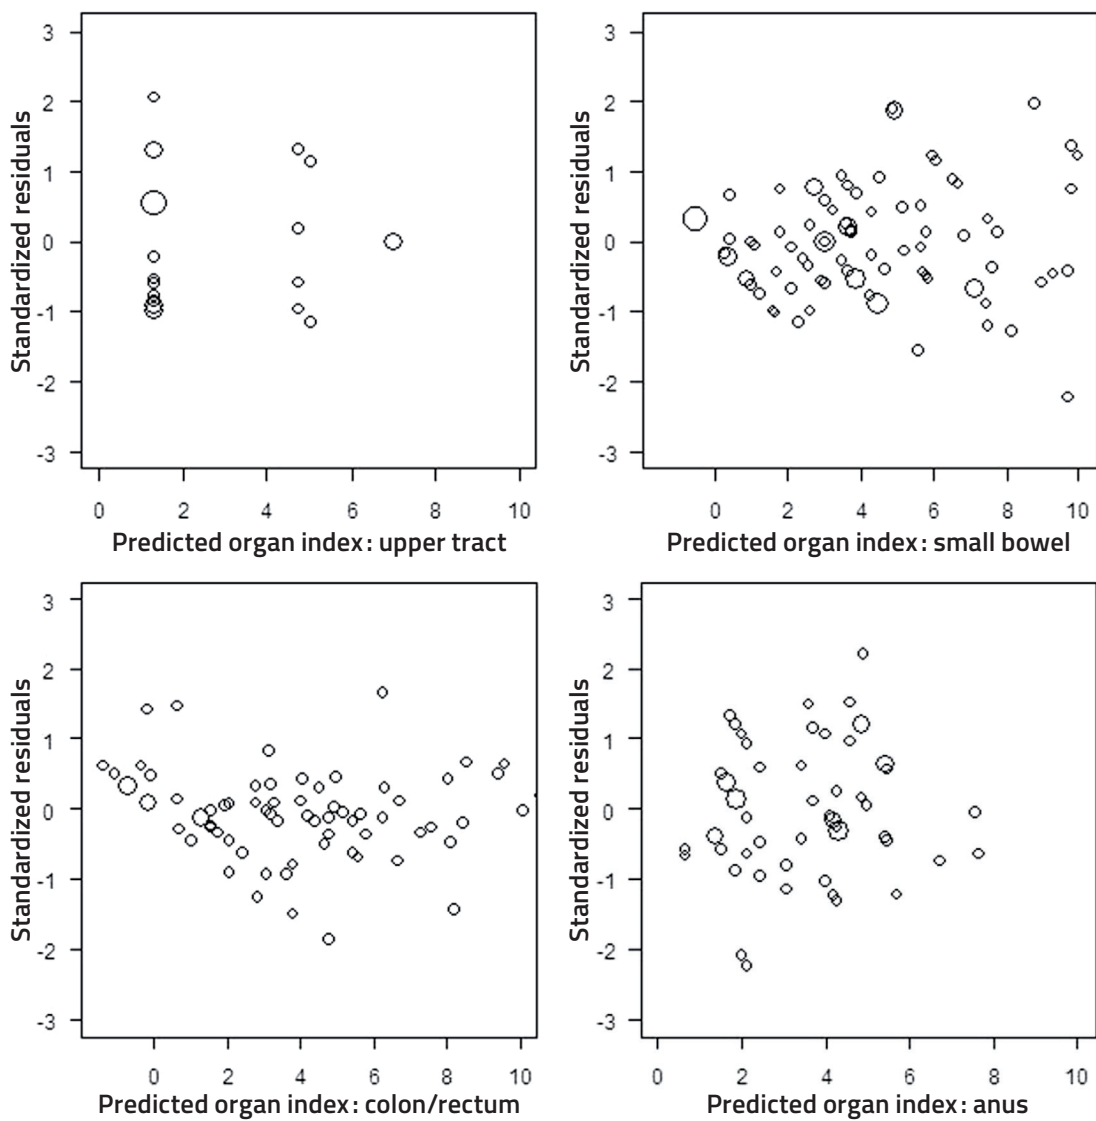 3
2
1
0
-1
-2
-3
Standardized residuals
0 2 4 6 8 10
Predicted organ index: upper tract
3
2
1
0
-1
-2
-3
Standardized residuals
0 2 4 6 8 10
Predicted organ index: small bowel
3
2
1
0
-1
-2
-3
Standardized residuals
0 2 4 6 8 10
Predicted organ index: colon/rectum
3
2
1
0
-1
-2
-3
Standardized residuals
0 2 4 6 8 10
Predicted organ index: anus